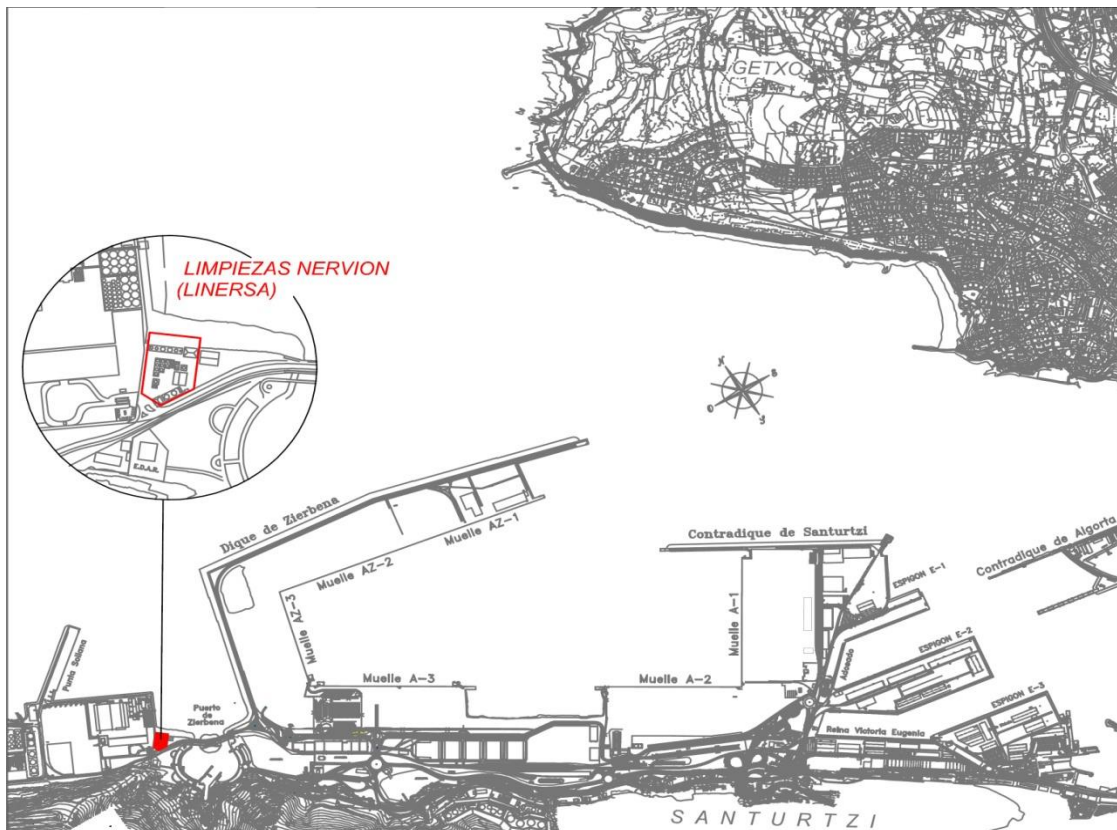 GETXO
LIMPIEZAS NERVION
(LINERSA)
N
E
O
S
E.D.A.R.
Dique de Zierbena
Muelle AZ-1
Muelle AZ-2
Muelle AZ-3
Contradique de Santurtzi
Contradique de Algorta
ESPIGON E-1
Muelle A-1
Adosado
ESPIGON E-2
Punta Sollana
Muelle A-3
Muelle A-2
ESPIGON E-3
Puerto
de
Zierbena
Reina Victoria Eugenia
SANTURTZI